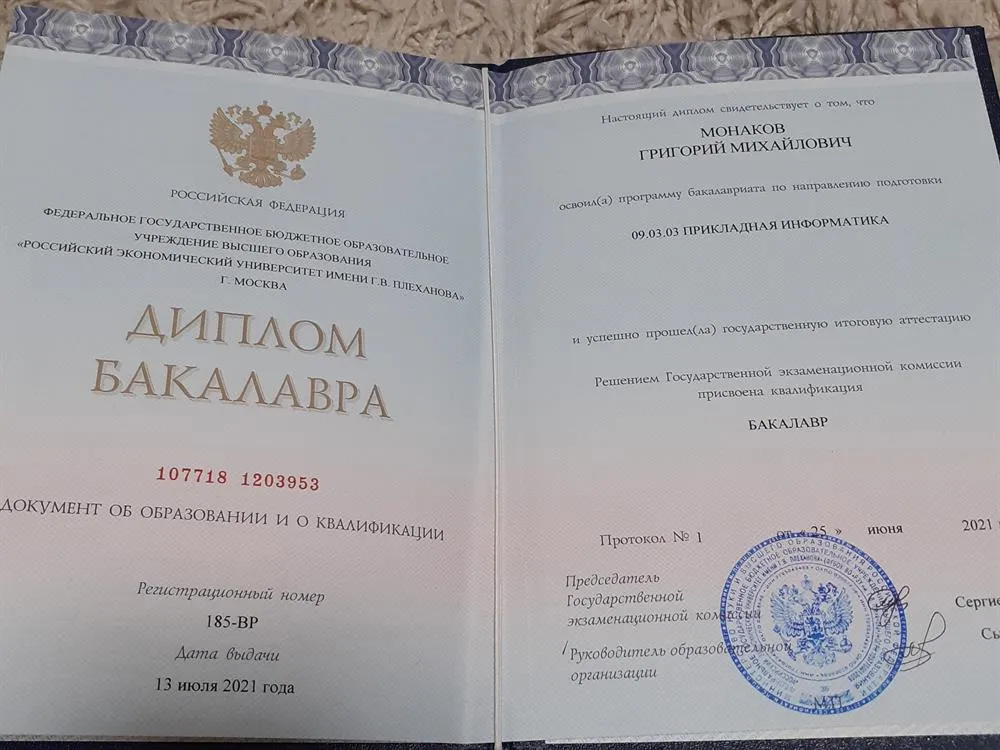 РОССИЙСКАЯ ФЕДЕРАЦИЯ
ФЕДЕРАЛЬНОЕ ГОСУДАРСТВЕННОЕ БЮДЖЕТНОЕ ОБРАЗОВАТЕЛЬНОЕ
УЧРЕЖДЕНИЕ ВЫСШЕГО ОБРАЗОВАНИЯ
«РОССИЙСКИЙ ЭКОНОМИЧЕСКИЙ УНИВЕРСИТЕТ ИМЕНИ Г.В. ПЛЕХАНОВА»
Г. МОСКВА
ДИПЛОМ
БАКАЛАВРА
107718 1203953
ДОКУМЕНТ ОБ ОБРАЗОВАНИИ И О КВАЛИФИКАЦИИ
Регистрационный номер
185-ВР
Дата выдачи
13 июля 2021 года
Настоящий диплом свидетельствует о том, что
МОНАКОВ
ГРИГОРИЙ МИХАЙЛОВИЧ
освоил(а) программу бакалавриата по направлению подготовки
09.03.03 ПРИКЛАДНАЯ ИНФОРМАТИКА
и успешно прошел(ла) государственную итоговую аттестацию
Решением Государственной экзаменационной комиссии
присвоена квалификация
БАКАЛАВР
Протокол № 1 от « 25 » июня 2021 г
Председатель
Государственной
экзаменационной комиссии
Сергие
Сы
Руководитель образовательной
организации
МП